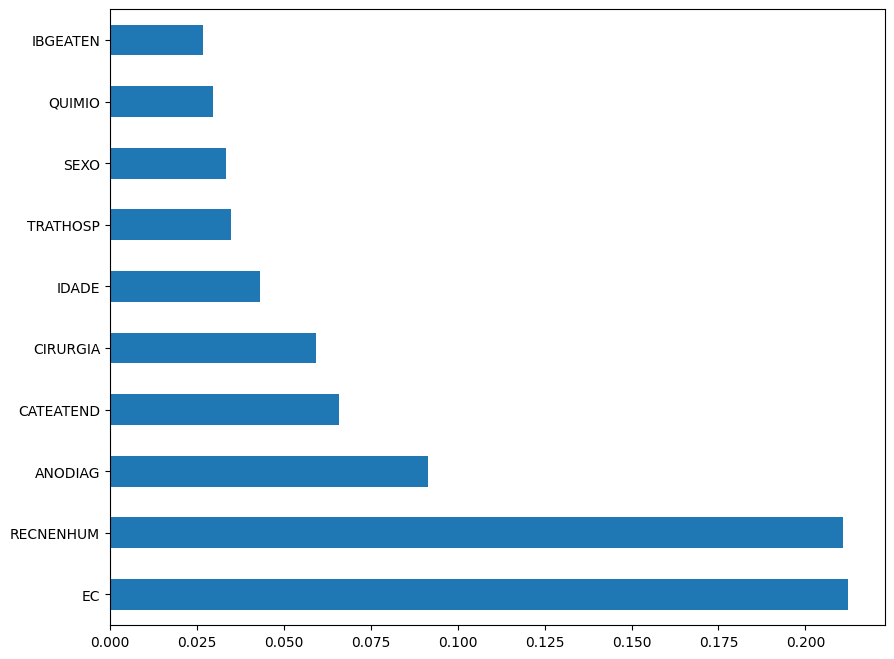 IBGEATEN
QUIMIO
SEXO
TRATHOSP
IDADE
CIRURGIA
CATEATEND
ANODIAG
RECNENHUM
EC
0.000 0.025 0.050 0.075 0.100 0.125 0.150 0.175 0.200